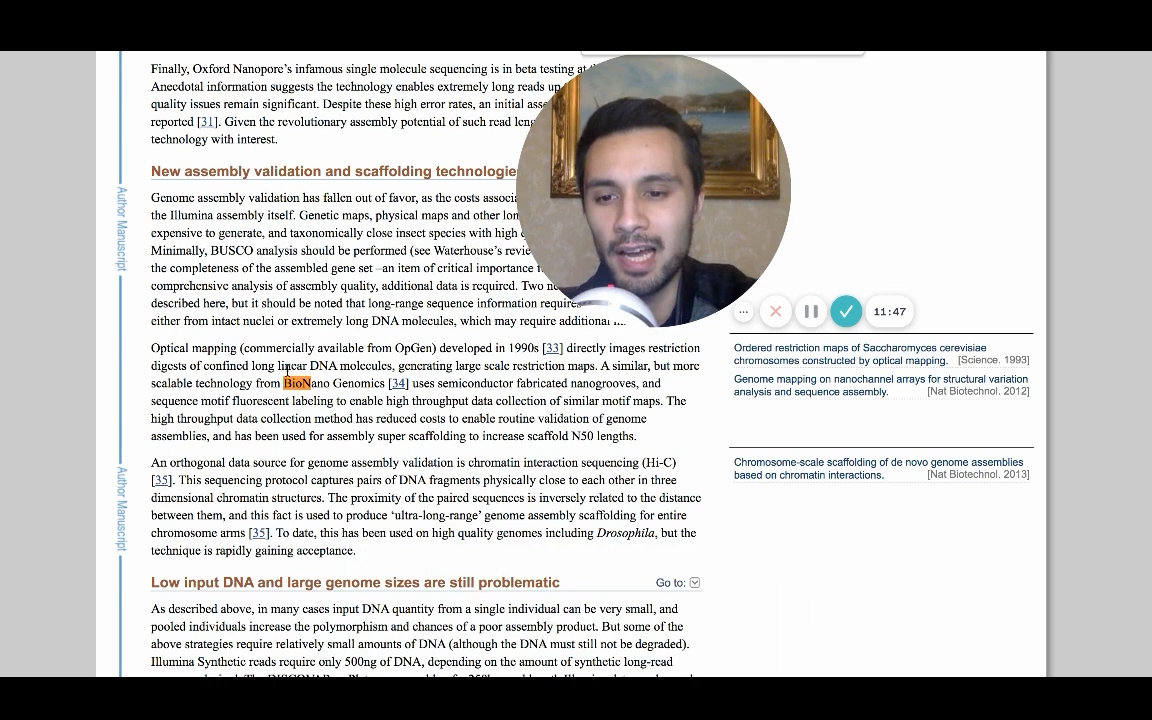 Finally, Oxford Nanopore's infamous single molecule sequencing is in beta testing at
Anecdotal information suggests the technology enables extremely long reads
quality issues remain significant. Despite these high error rates, an initial
reported [31]. Given the revolutionary assembly potential of such read
technology with interest.
New assembly validation and scaffolding technologie
Genome assembly validation has fallen out of favor, as the costs
the Illumina assembly itself. Genetic maps, physical maps and other
expensive to generate, and taxonomically close insect species with high
Minimally, BUSCO analysis should be performed (see Waterhouse's
the completeness of the assembled gene set –an item of critical importance
comprehensive analysis of assembly quality, additional data is required. Two
described here, but it should be noted that long-range sequence information requires
either from intact nuclei or extremely long DNA molecules, which may require additional
Optical mapping (commercially available from OpGen) developed in 1990s [33] directly images restriction
digests of confined long linear DNA molecules, generating large scale restriction maps. A similar, but more
scalable technology from BioNano Genomics [34] uses semiconductor fabricated nanogrooves, and
sequence motif fluorescent labeling to enable high throughput data collection of similar motif maps. The
high throughput data collection method has reduced costs to enable routine validation of genome
assemblies, and has been used for assembly super scaffolding to increase scaffold N50 lengths.
An orthogonal data source for genome assembly validation is chromatin interaction sequencing (Hi-C)
[35]. This sequencing protocol captures pairs of DNA fragments physically close to each other in three
dimensional chromatin structures. The proximity of the paired sequences is inversely related to the distance
between them, and this fact is used to produce 'ultra-long-range' genome assembly scaffolding for entire
chromosome arms [35]. To date, this has been used on high quality genomes including Drosophila, but the
technique is rapidly gaining acceptance.
Low input DNA and large genome sizes are still problematic
Go to:
As described above, in many cases input DNA quantity from a single individual can be very small, and
pooled individuals increase the polymorphism and chances of a poor assembly product. But some of the
above strategies require relatively small amounts of DNA (although the DNA must still not be degraded).
Illumina Synthetic reads require only 500ng of DNA, depending on the amount of synthetic long-read
Author Manuscript
Author Manuscript
11:47
Ordered restriction maps of Saccharomyces cerevisiae
chromosomes constructed by optical mapping. [Science. 1993]
Genome mapping on nanochannel arrays for structural variation
analysis and sequence assembly. [Nat Biotechnol. 2012]
Chromosome-scale scaffolding of de novo genome assemblies
based on chromatin interactions. [Nat Biotechnol. 2013]